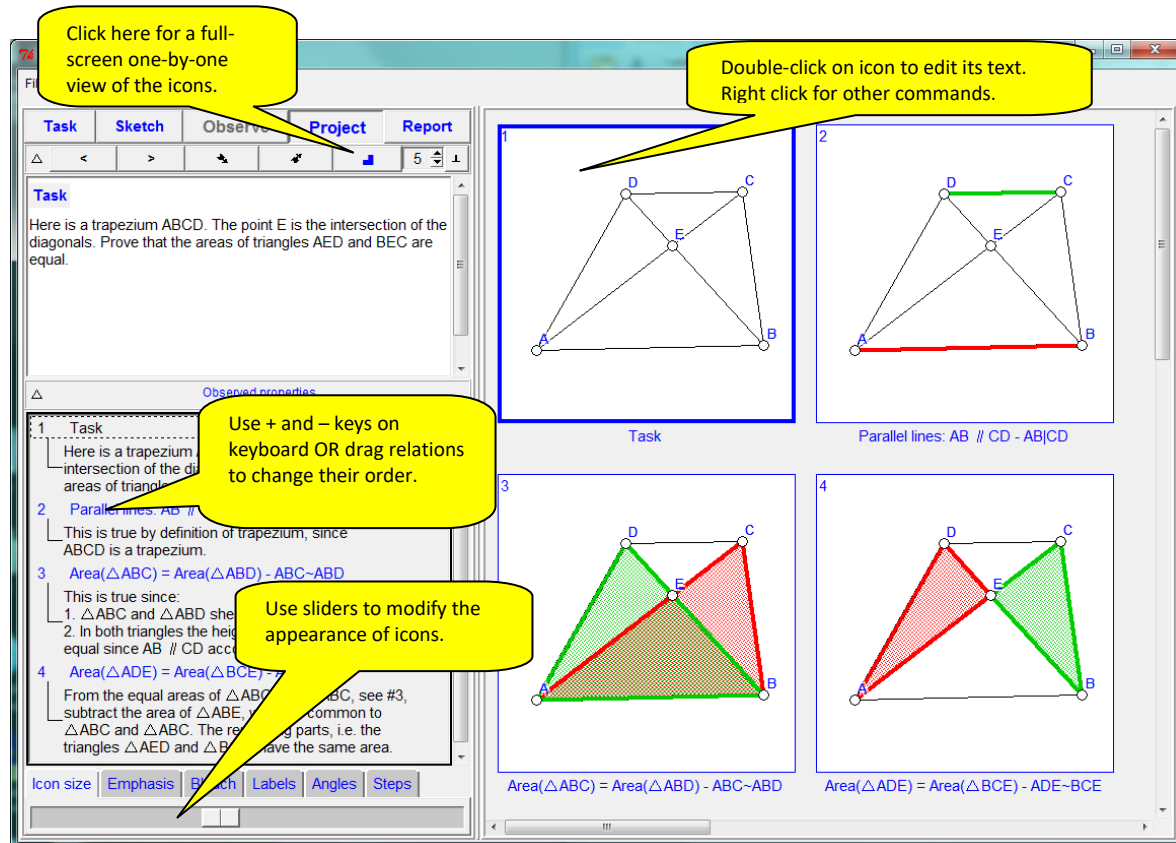 Click here for a full-
screen one-by-one
view of the icons.
Double-click on icon to edit its text.
Right click for other commands.
Task Sketch Project Report
< > 5
Task
Here is a trapezium ABCD. The point E is the intersection of the
diagonals. Prove that the areas of triangles AED and BEC are
equal.
Observed properties
Use + and – keys on
keyboard OR drag relations
to change their order.
1 Task
Here is a trapezium
intersection of the
areas of
2 Parallel lines: AB //
This is true by definition of trapezium, since
ABCD is a trapezium.
3 Area(△ABC) = Area(△ABD) - ABC~ABD
This is true since:
1. △ABC and △ABD
2. In both triangles the
equal since AB // CD
4 Area(△ADE) = Area(△BCE) -
From the equal areas of △ABC see #3,
subtract the area of △ABE, common to
△ABC and △ABC. The parts, i.e. the
triangles △AED and have the same area.
Use sliders to modify the
appearance of icons.
Icon size Emphasis Labels Angles Steps
1
D C
E
A B
Task
2
D C
E
A B
Parallel lines: AB // CD - AB|CD
3
D C
E
A B
Area(△ABC) = Area(△ABD) - ABC~ABD
4
D C
E
A B
Area(△ADE) = Area(△BCE) - ADE~BCE